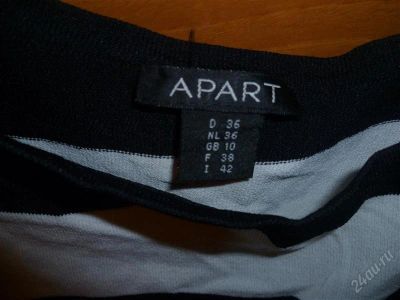 APART
D 36
NL 36
GB 10
F 38
I 42
24au.ru